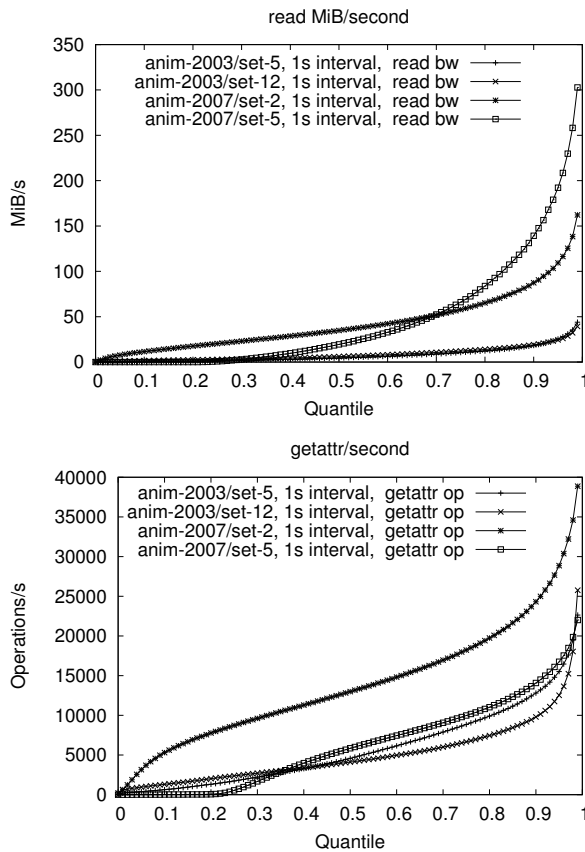 read MiB/second
350
300
250
200
150
100
50
0
MiB/s
anim-2003/set-5, 1s interval, read bw
anim-2003/set-12, 1s interval, read bw
anim-2007/set-2, 1s interval, read bw
anim-2007/set-5, 1s interval, read bw
0 0.1 0.2 0.3 0.4 0.5 0.6 0.7 0.8 0.9 1
Quantile
getattr/second
40000
35000
30000
25000
20000
15000
10000
5000
0
Operations/s
anim-2003/set-5, 1s interval, getattr op
anim-2003/set-12, 1s interval, getattr op
anim-2007/set-2, 1s interval, getattr op
anim-2007/set-5, 1s interval, getattr op
0 0.1 0.2 0.3 0.4 0.5 0.6 0.7 0.8 0.9 1
Quantile